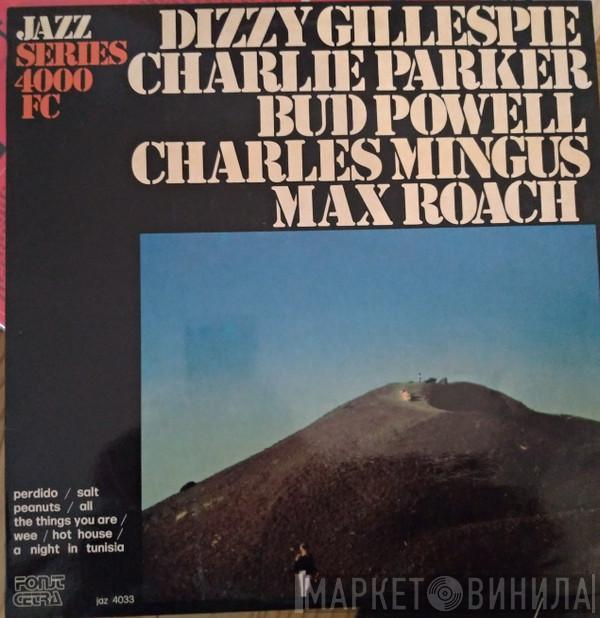 JAZZ
SERIES
4000
FC
DIZZY GILLESPIE
CHARLIE PARKER
BUD POWELL
CHARLES MINGUS
MAX ROACH
perdido / salt
peanuts / all
the things you are /
wee / hot house /
a night in tunisia
FONIT
CETRA
jaz 4033
МАРКЕТ ВИНИЛА